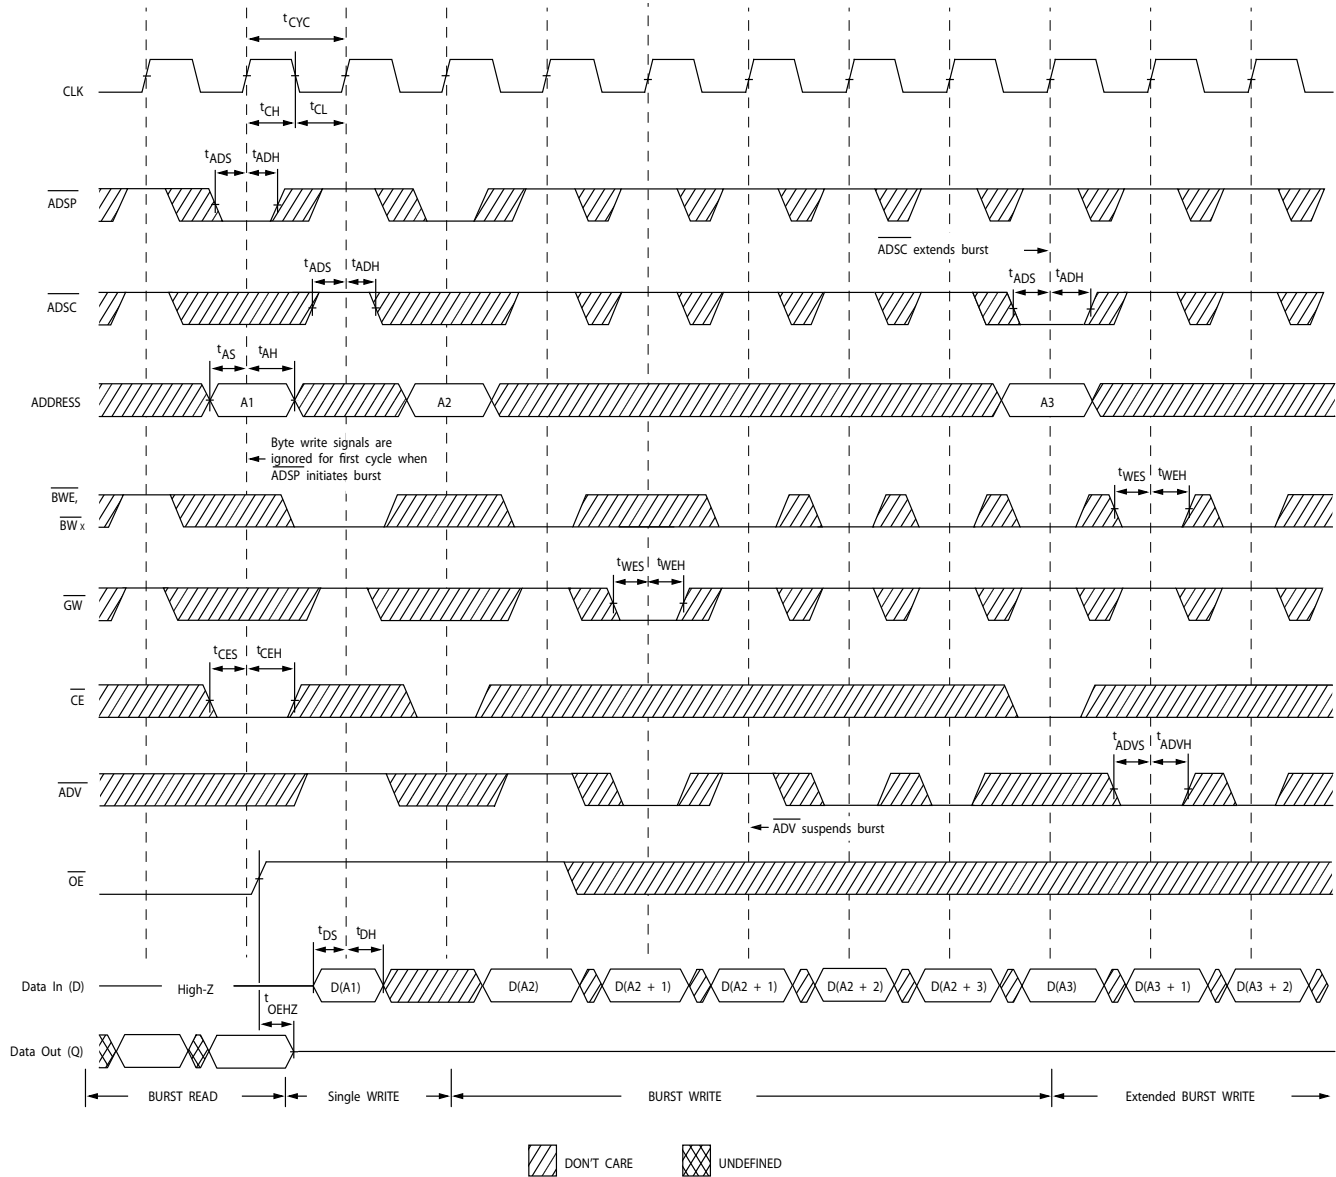 tCYC
CLK
tCH
tCL
tADS
tADH
ADSP
ADSC extends burst
tADS
tADH
tADS
tADH
ADSC
tAS
tAH
ADDRESS
A1
A2
A3
Byte write signals are
ignored for first cycle when
ADSP initiates burst
tWES
tWEH
BWE,
BW x
tWES
tWEH
GW
tCES
tCEH
CE
tADVS
tADVH
ADV
ADV suspends burst
OE
tDS
tDH
Data In (D)
High-Z
D(A1)
D(A2)
D(A2 + 1)
D(A2 + 1)
D(A2 + 2)
D(A2 + 3)
D(A3)
D(A3 + 1)
D(A3 + 2)
tOEHZ
Data Out (Q)
BURST READ
Single WRITE
BURST WRITE
Extended BURST WRITE
DON'T CARE
UNDEFINED